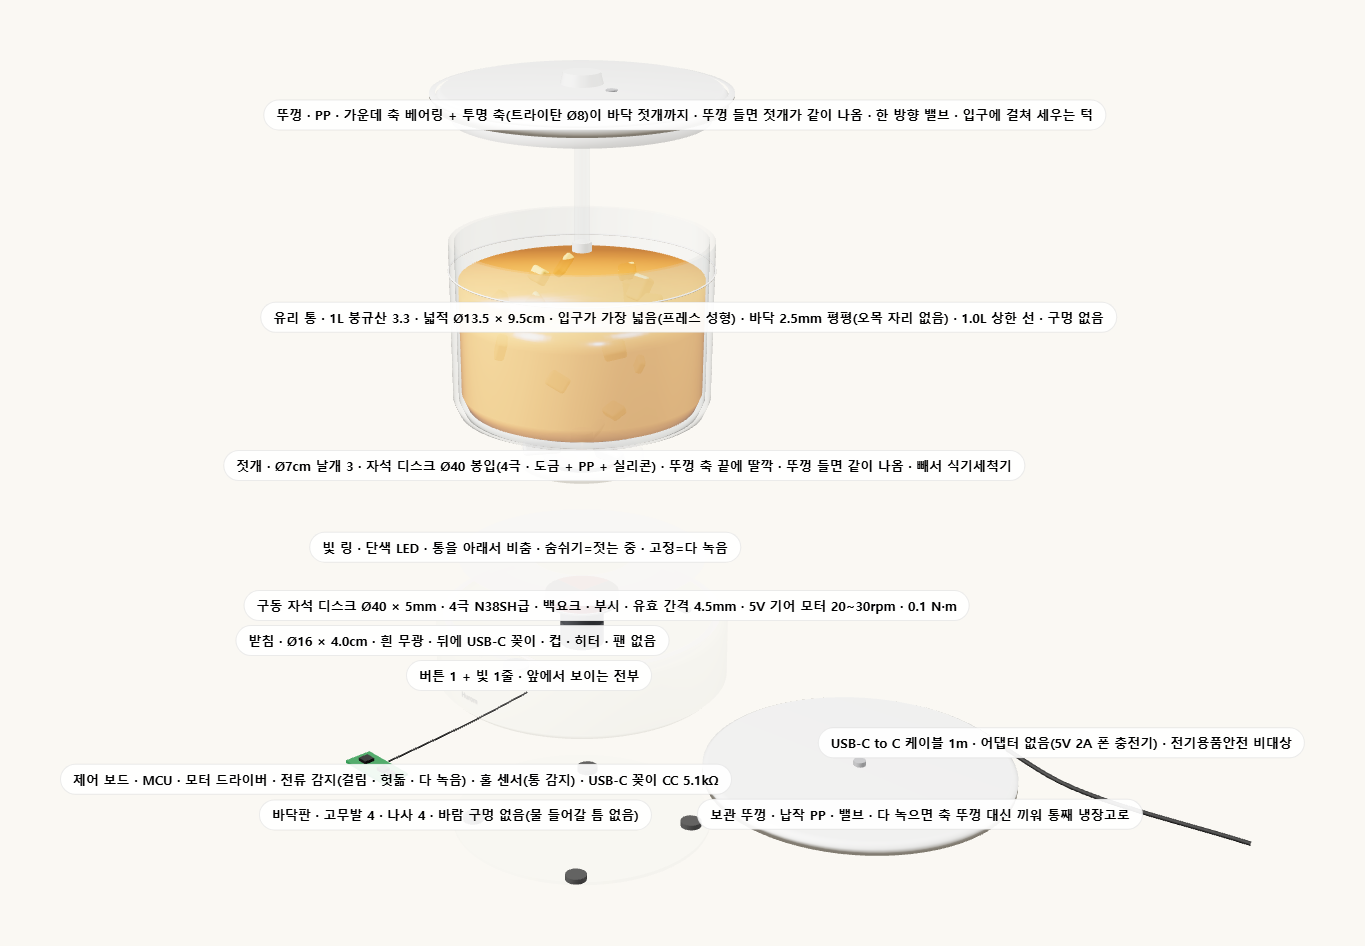 뚜껑 · PP · 가운데 축 베어링 + 투명 축(트라이탄 Ø8)이 바닥 젓개까지 · 뚜껑 들면 젓개가 같이 나옴 · 한 방향 밸브 · 입구에 걸쳐 세우는 턱
유리 통 · 1L 붕규산 3.3 · 넓적 Ø13.5 × 9.5cm · 입구가 가장 넓음(프레스 성형) · 바닥 2.5mm 평평(오목 자리 없음) · 1.0L 상한 선 · 구멍 없음
젓개 · Ø7cm 날개 3 · 자석 디스크 Ø40 봉입(4극 · 도금 + PP + 실리콘) · 뚜껑 축 끝에 딸깍 · 뚜껑 들면 같이 나옴 · 빼서 식기세척기
빛 링 · 단색 LED · 통을 아래서 비춤 · 숨쉬기=젓는 중 · 고정=다 녹음
구동 자석 디스크 Ø40 × 5mm · 4극 N38SH급 · 백요크 · 부시 · 유효 간격 4.5mm · 5V 기어 모터 20~30rpm · 0.1 N·m
받침 · Ø16 × 4.0cm · 흰 무광 · 뒤에 USB-C 꽂이 · 컵 · 히터 · 팬 없음
버튼 1 + 빛 1줄 · 앞에서 보이는 전부
USB-C to C 케이블 1m · 어댑터 없음(5V 2A 폰 충전기) · 전기용품안전 비대상
제어 보드 · MCU · 모터 드라이버 · 전류 감지(걸림 · 헛돎 · 다 녹음) · 홀 센서(통 감지) · USB-C 꽂이 CC 5.1kΩ
바닥판 · 고무발 4 · 나사 4 · 바람 구멍 없음(물 들어갈 틈 없음)
보관 뚜껑 · 납작 PP · 밸브 · 다 녹으면 축 뚜껑 대신 끼워 통째 냉장고로